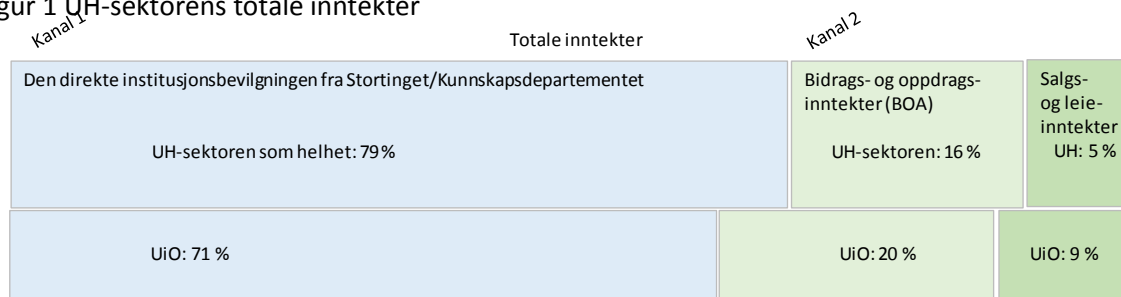 gur 1 UH-sektorens totale inntekter
Kanal 1
Totale inntekter
Kanal 2
Den direkte institusjonsbevilgningen fra Stortinget/Kunnskapsdepartementet
UH-sektoren som helhet: 79 %
Bidrags- og oppdrags-
inntekter (BOA)
UH-sektoren: 16 %
Salgs-
og leie-
inntekter
UH: 5 %
UiO: 71 %
UiO: 20 %
UiO: 9 %